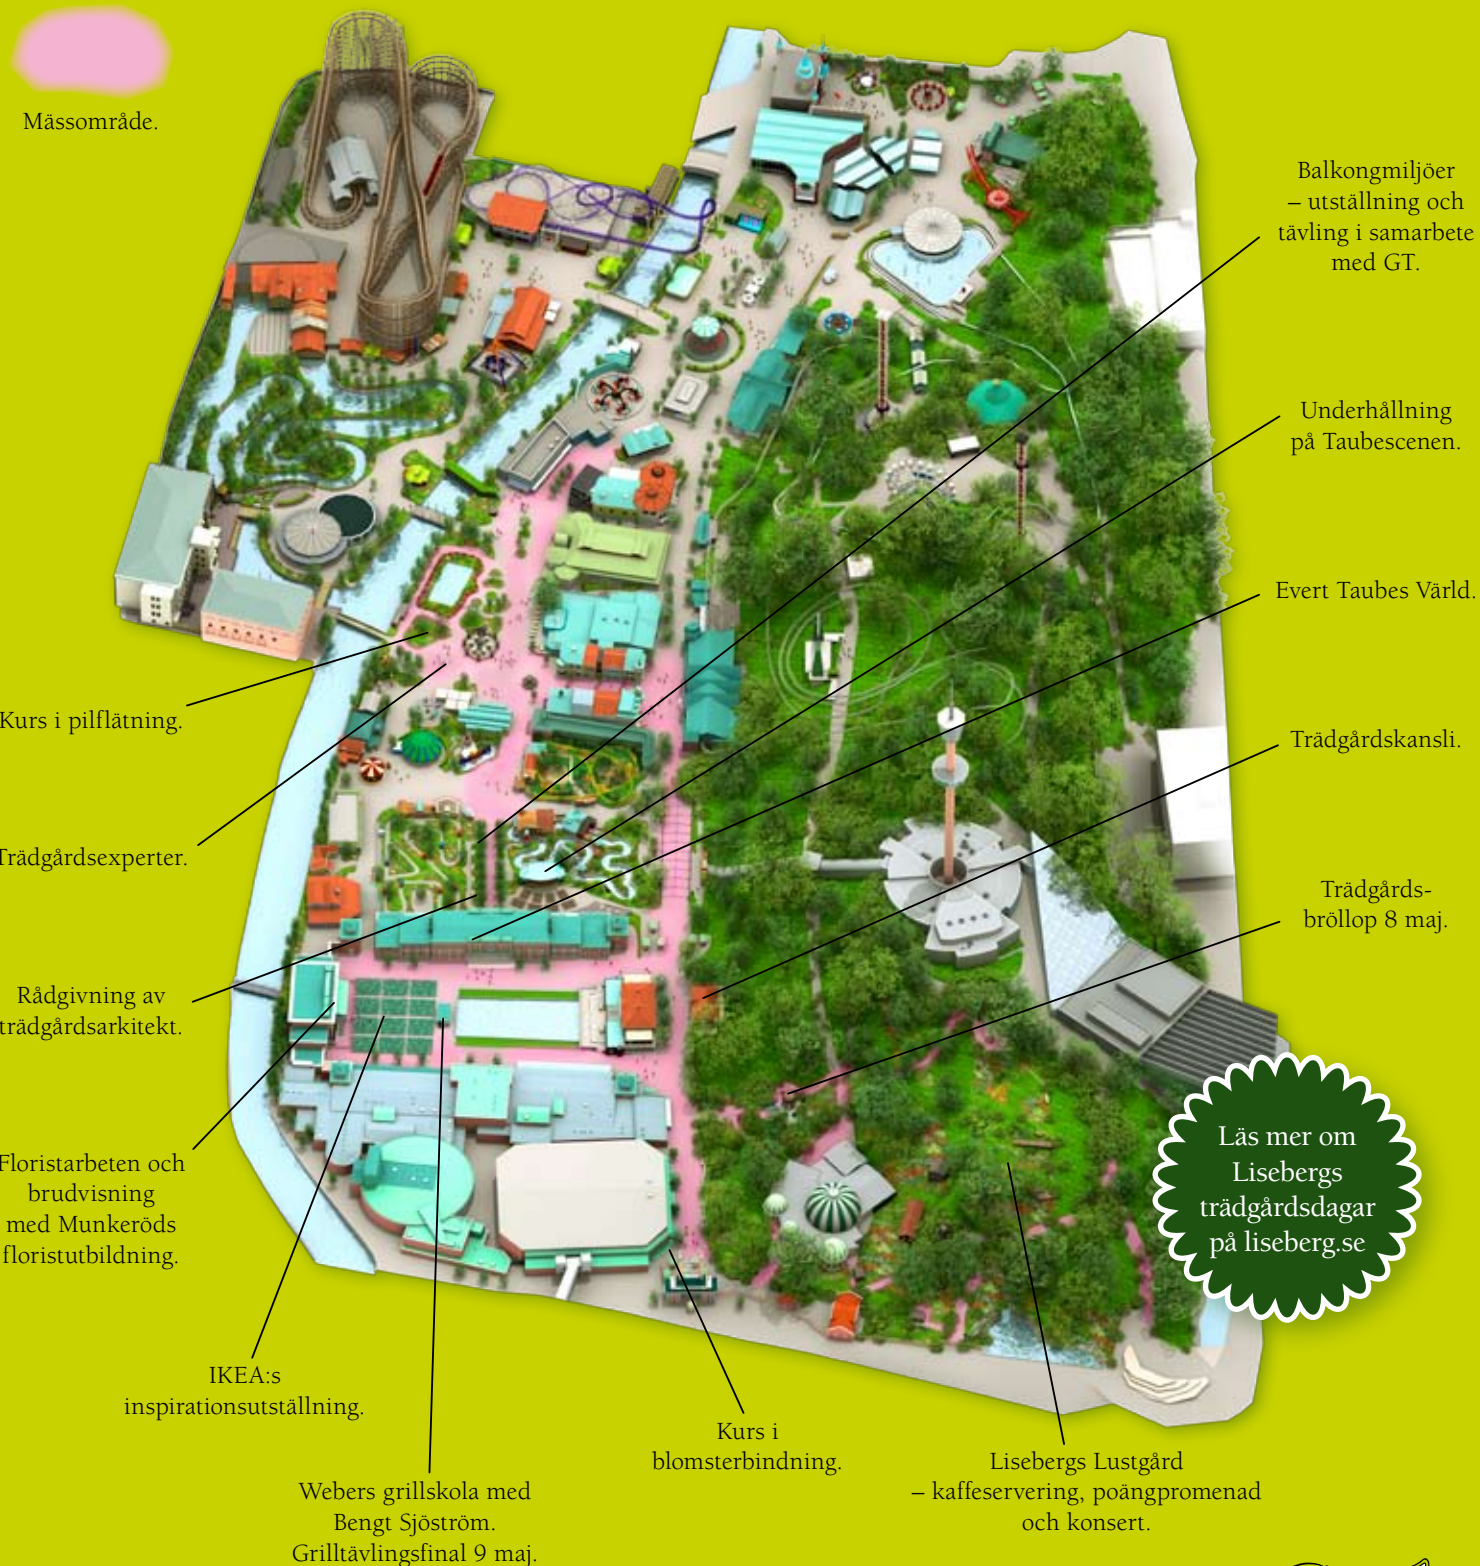 Mässområde.
Balkongmiljöer
– utställning och
tävling i samarbete
med GT.
Underhållning
på Taubescenen.
Evert Taubes Värld.
Trädgårdskansli.
Trädgårds-
bröllop 8 maj.
Kurs i pilflätning.
Trädgårdsexperter.
Rådgivning av
trädgårdsarkitekt.
Floristarbeten och
brudvisning
med Munkeröds
floristutbildning.
IKEA:s
inspirationsutställning.
Webers grillskola med
Bengt Sjöström.
Grilltävlingsfinal 9 maj.
Kurs i
blomsterbindning.
Lisebergs Lustgård
– kaffeservering, poängpromenad
och konsert.
Läs mer om
Lisebergs
trädgårdsdagar
på liseberg.se